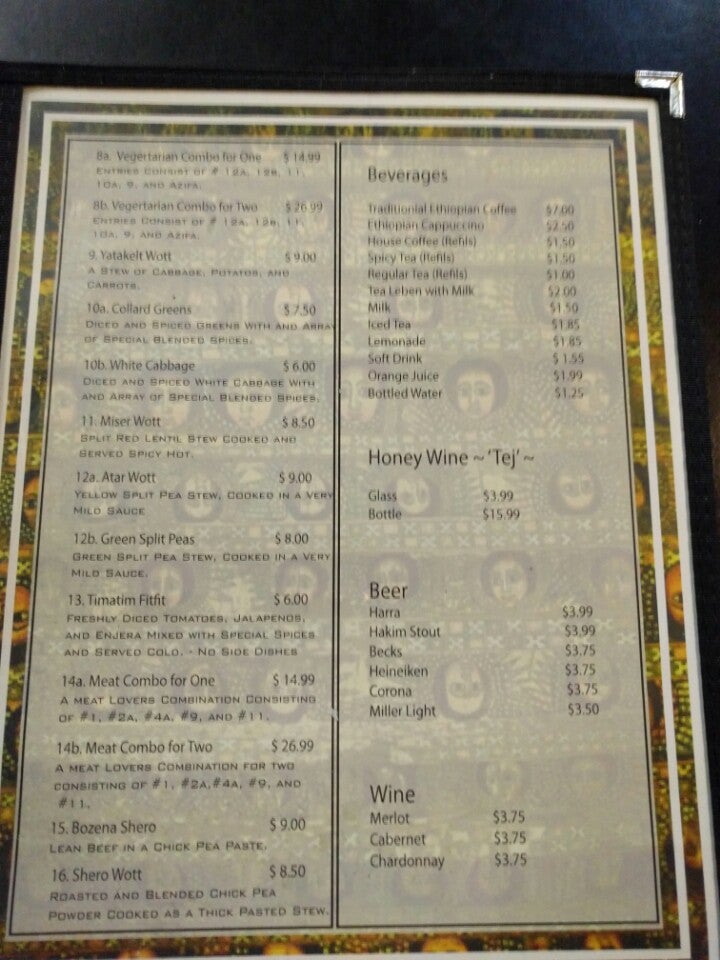 8a. Vegertarian Combo for One $ 14.99
Entries Consist of # 12a, 12b, 11,
10a, 9, and Azifa.
8b. Vegertarian Combo for Two $ 26.99
Entries Consist of # 12a, 12b, 11,
10a, 9, and Azifa.
9. Yatakelt Wott $ 9.00
A Stew of Cabbage, Potatos, and
Carrots.
10a. Collard Greens $ 7.50
Diced and Spiced Greens with and Array
of Special Blended Spices.
10b. White Cabbage $ 6.00
Diced and Spiced White Cabbage with
and Array of Special Blended Spices.
11. Miser Wott $ 8.50
Split Red Lentil Stew Cooked and
Served Spicy Hot.
12a. Atar Wott $ 9.00
Yellow Split Pea Stew, Cooked in a Very
Mild Sauce
12b. Green Split Peas $ 8.00
Green Split Pea Stew, Cooked in a Very
Mild Sauce.
13. Timatim Fitfit $ 6.00
Freshly Diced Tomatoes, Jalapenos,
and Enjera Mixed with Special Spices
and Served Cold. - No Side Dishes
14a. Meat Combo for One $ 14.99
A meat Lovers Combination Consisting
of #1, #2a, #4a, #9, and #11.
14b. Meat Combo for Two $ 26.99
A meat Lovers Combination for two
consisting of #1, #2a,#4a, #9, and
#11.
15. Bozena Shero $ 9.00
Lean Beef in a Chick Pea Paste.
16. Shero Wott $ 8.50
Roasted and Blended Chick Pea
Powder Cooked as a Thick Pasted Stew.
Beverages
Traditionial Ethiopian Coffee $7.00
Ethiopian Cappuccino $2.50
House Coffee (Refils) $1.50
Spicy Tea (Refils) $1.50
Regular Tea (Refils) $1.00
Tea Leben with Milk $2.00
Milk $1.50
Iced Tea $1.85
Lemonade $1.85
Soft Drink $ 1.55
Orange Juice $1.99
Bottled Water $1.25
Honey Wine ~ 'Tej' ~
Glass $3.99
Bottle $15.99
Beer
Harra $3.99
Hakim Stout $3.99
Becks $3.75
Heineiken $3.75
Corona $3.75
Miller Light $3.50
Wine
Merlot $3.75
Cabernet $3.75
Chardonnay $3.75